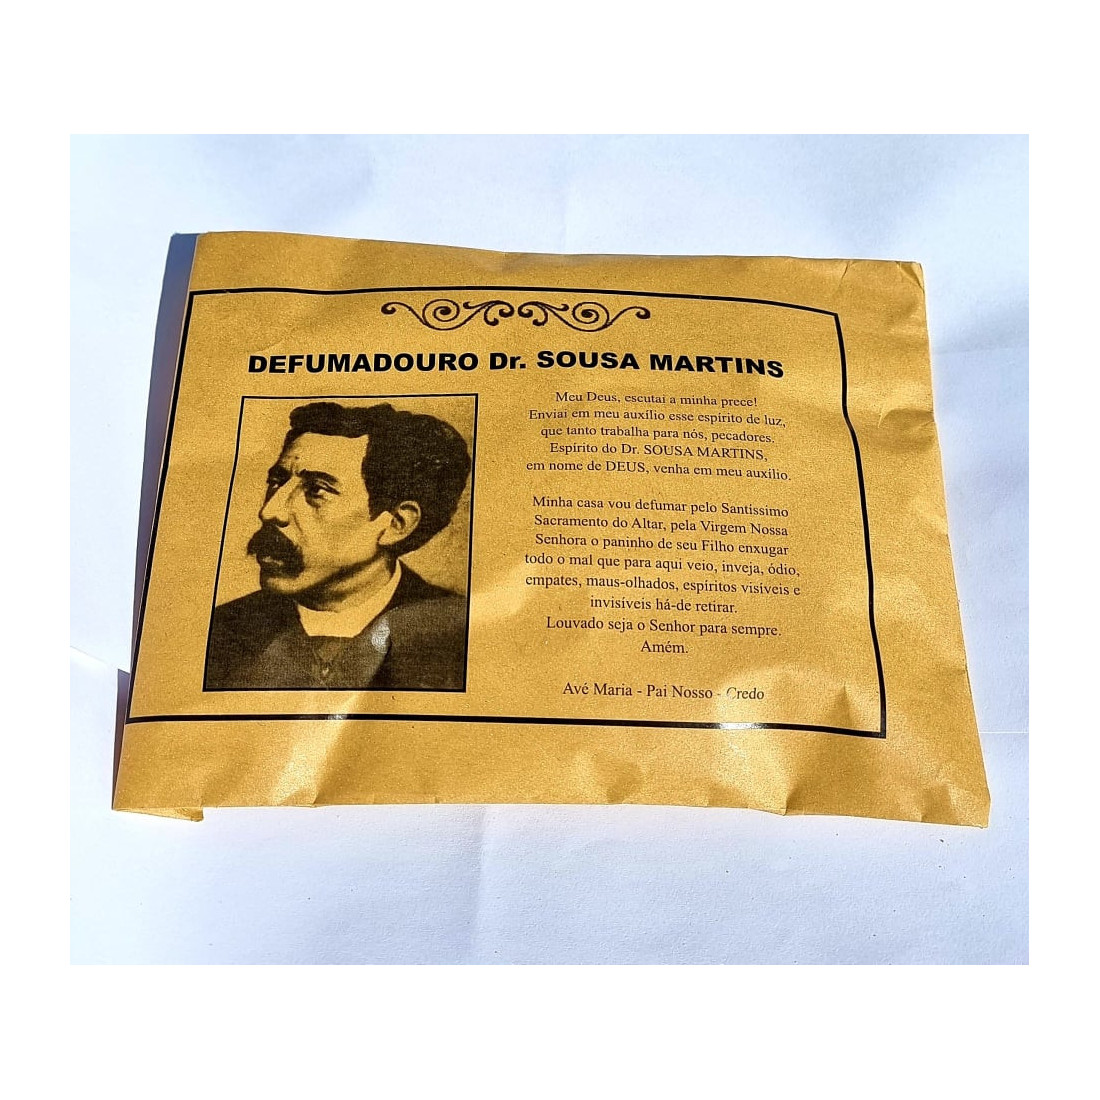 DEFUMADOURO Dr. SOUSA MARTINS
Meu Deus, escutai a minha prece!
Enviai em meu auxílio esse espírito de luz,
que tanto trabalha para nós, pecadores.
Espírito do Dr. SOUSA MARTINS,
em nome de DEUS, venha em meu auxílio.
Minha casa vou defumar pelo Santíssimo
Sacramento do Altar, pela Virgem Nossa
Senhora o paninho de seu Filho enxugar
todo o mal que para aqui veio, inveja, ódio,
empates, maus-olhados, espíritos visíveis e
invisíveis há-de retirar.
Louvado seja o Senhor para sempre.
Amém.
Avé Maria - Pai Nosso - Credo